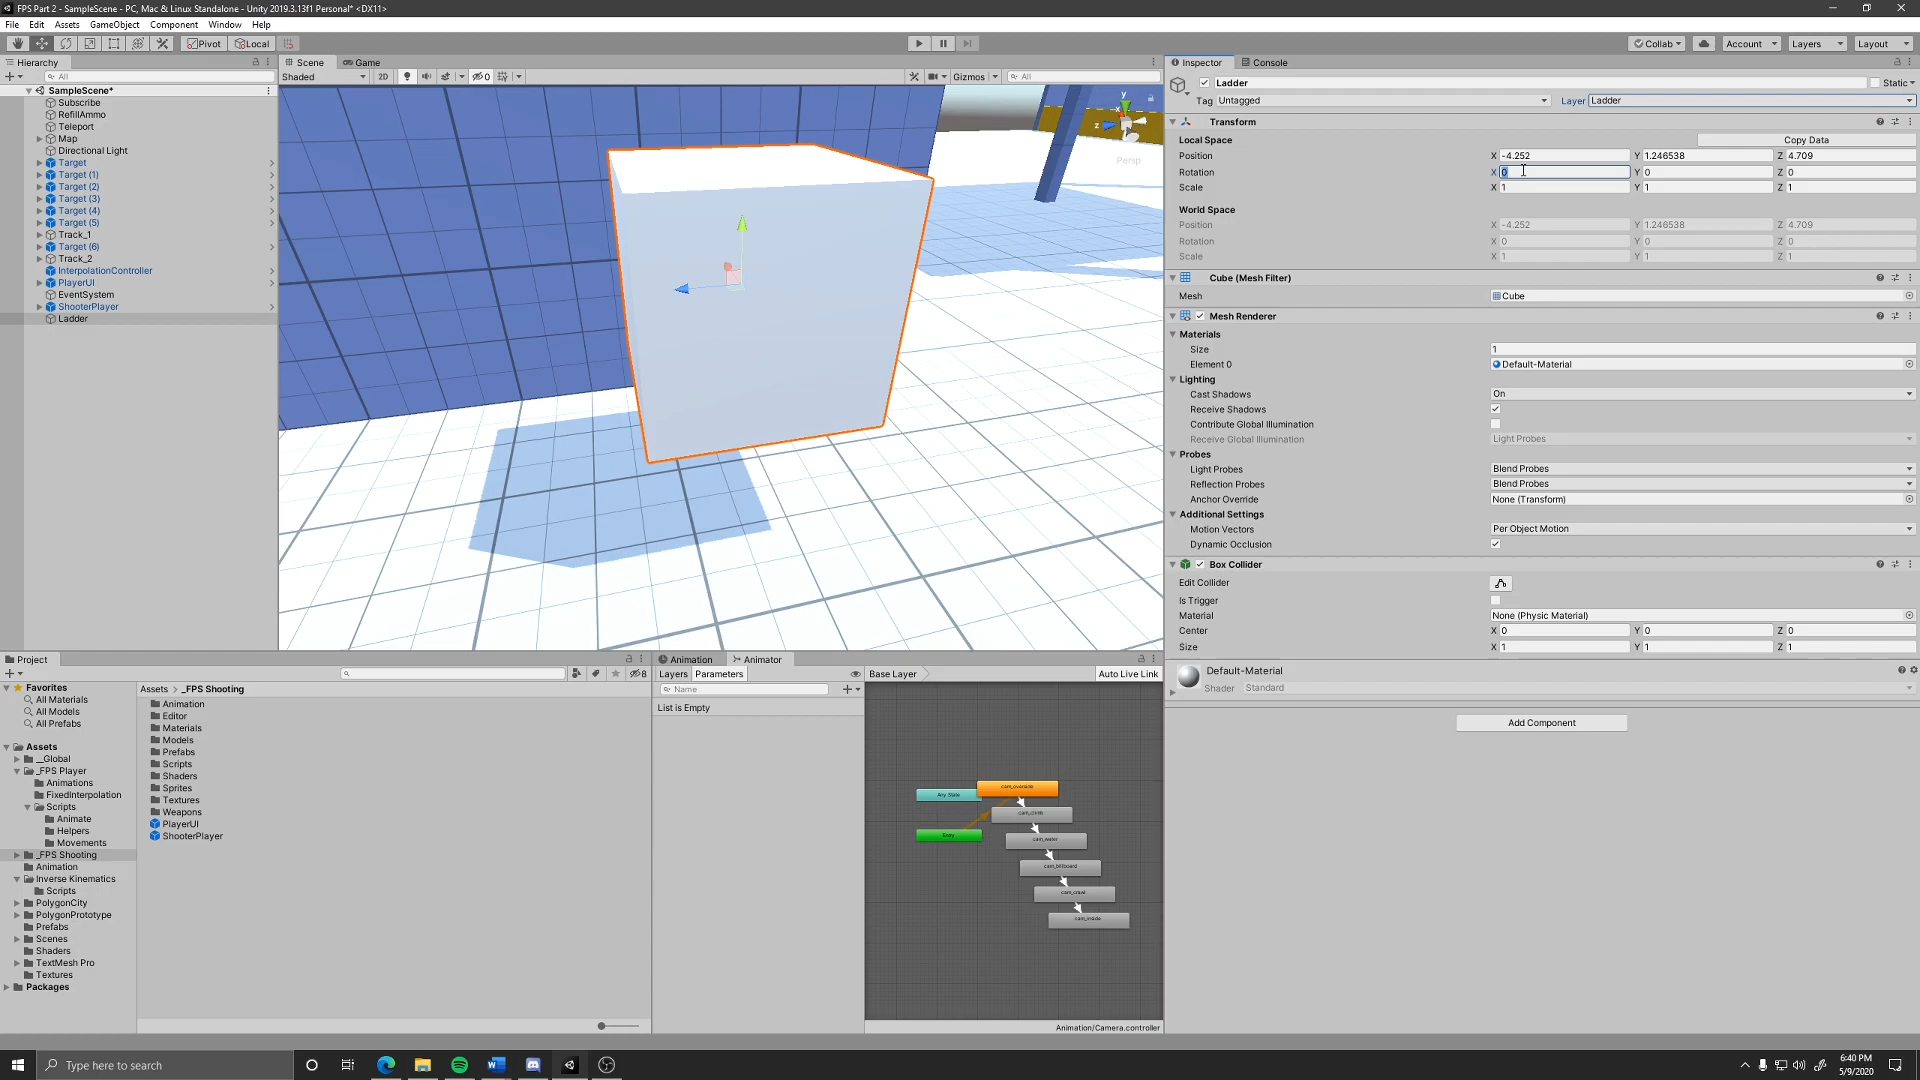 FPS Part 2 - SampleScene - PC, Mac & Linux Standalone - Unity 2019.3.13f1 Personal* <DX11>
File Edit Assets GameObject Component Window Help
Pivot Local Collab Account Layers Layout
Hierarchy
All
SampleScene*
Subscribe
RefillAmmo
Teleport
Map
Directional Light
Target
Target (1)
Target (2)
Target (3)
Target (4)
Target (5)
Track_1
Target (6)
Track_2
InterpolationController
PlayerUI
EventSystem
ShooterPlayer
Ladder
Scene Game
Shaded 2D 0 Gizmos All
y
x
z
Persp
Inspector Console
Ladder Static
Tag Untagged Layer Ladder
Transform
Local Space Copy Data
Position X -4.252 Y 1.246538 Z 4.709
Rotation X 0 Y 0 Z 0
Scale X 1 Y 1 Z 1
World Space
Position X -4.252 Y 1.246538 Z 4.709
Rotation X 0 Y 0 Z 0
Scale X 1 Y 1 Z 1
Cube (Mesh Filter)
Mesh Cube
Mesh Renderer
Materials
Size 1
Element 0 Default-Material
Lighting
Cast Shadows On
Receive Shadows
Contribute Global Illumination
Receive Global Illumination Light Probes
Probes
Light Probes Blend Probes
Reflection Probes Blend Probes
Anchor Override None (Transform)
Additional Settings
Motion Vectors Per Object Motion
Dynamic Occlusion
Box Collider
Edit Collider
Is Trigger
Material None (Physic Material)
Center X 0 Y 0 Z 0
Size X 1 Y 1 Z 1
Default-Material
Shader Standard
Add Component
Project
8
Favorites
All Materials
All Models
All Prefabs
Assets
__Global
_FPS Player
Animations
FixedInterpolation
Scripts
Animate
Helpers
Movements
_FPS Shooting
Animation
Inverse Kinematics
Scripts
PolygonCity
PolygonPrototype
Prefabs
Scenes
Shaders
TextMesh Pro
Textures
Packages
Assets > _FPS Shooting
Animation
Editor
Materials
Models
Prefabs
Scripts
Shaders
Sprites
Textures
Weapons
PlayerUI
ShooterPlayer
Animation Animator
Layers Parameters Base Layer Auto Live Link
Name
List is Empty
Any State
cam_override
cam_climb
Entry
cam_water
cam_billboard
cam_crawl
cam_inside
Animation/Camera.controller
Type here to search
6:40 PM
5/9/2020